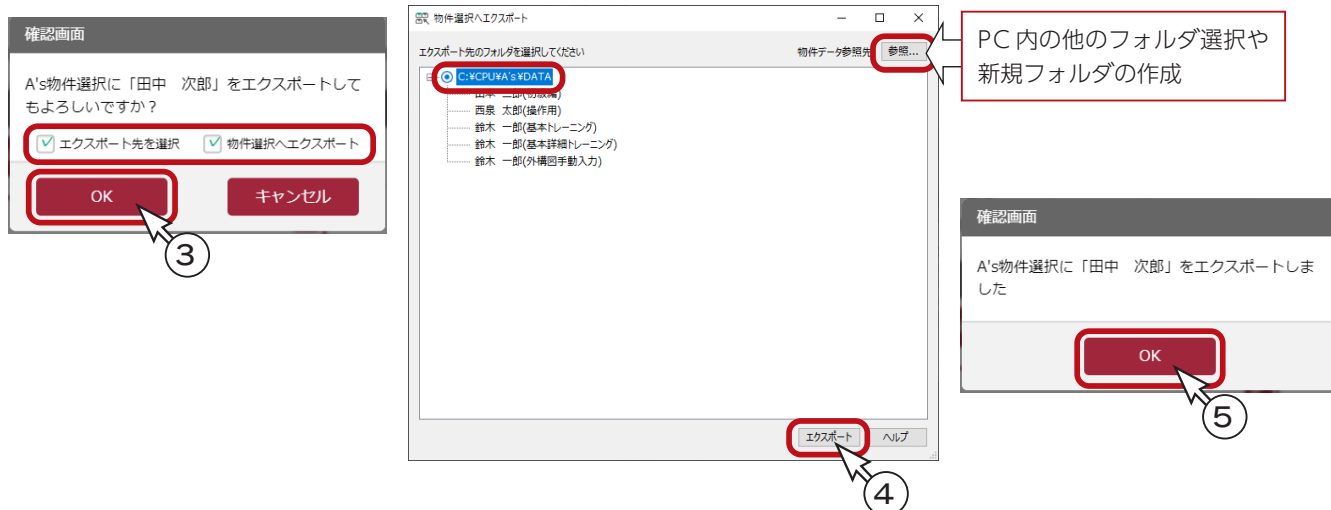 確認画面
A's物件選択に「田中　次郎」をエクスポートして
もよろしいですか？
エクスポート先を選択　物件選択へエクスポート
OK　キャンセル
③
物件選択へエクスポート
エクスポート先のフォルダを選択してください　物件データ参照先　参照...
C:¥CPU¥A's¥DATA
西泉 太郎(操作用)
鈴木 一郎(基本トレーニング)
鈴木 一郎(基本詳細トレーニング)
鈴木 一郎(外構図手動入力)
エクスポート　ヘルプ
④
PC 内の他のフォルダ選択や
新規フォルダの作成
確認画面
A's物件選択に「田中　次郎」をエクスポートしま
した
OK
⑤